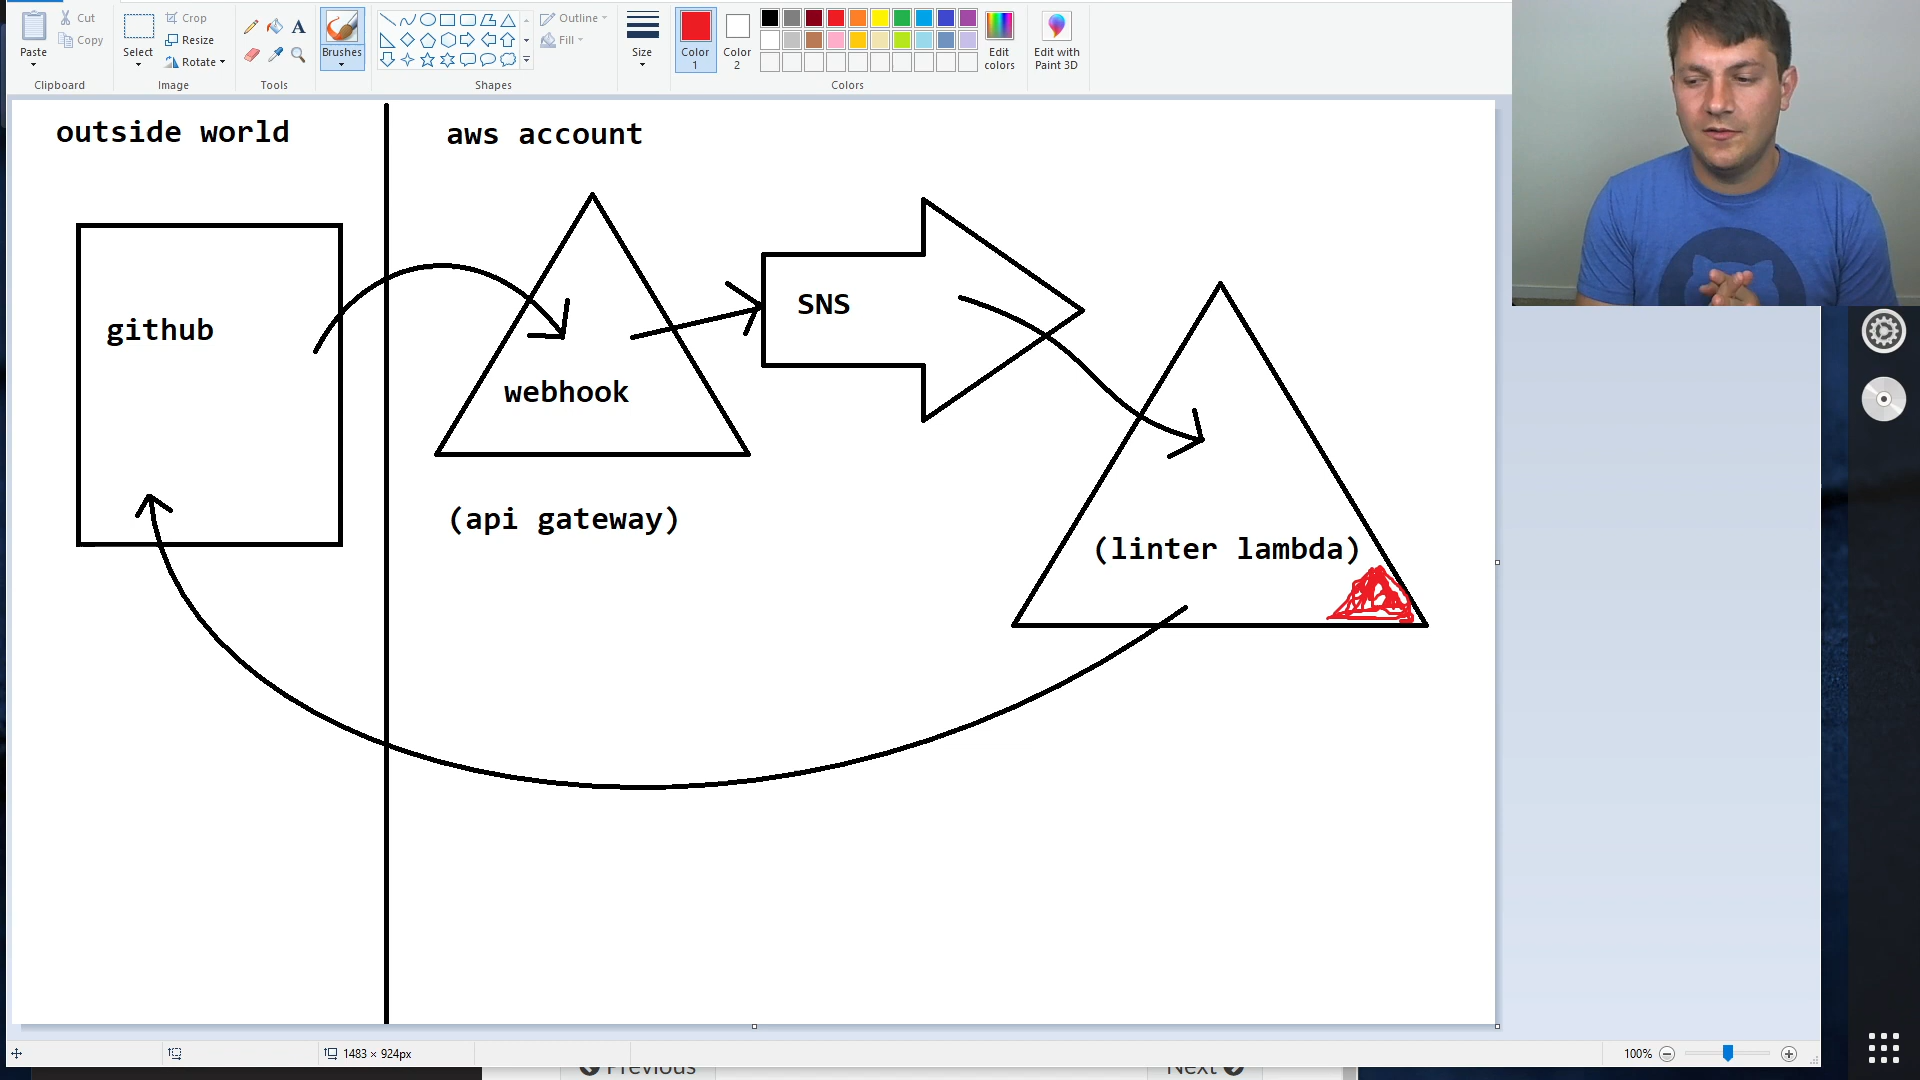 Paste
Cut
Copy
Clipboard
Select
Crop
Resize
Rotate
Image
A
Tools
Brushes
Outline
Fill
Shapes
Size
Color
1
Color
2
Edit
colors
Colors
Edit with
Paint 3D
outside world
aws account
github
webhook
SNS
(api gateway)
(linter lambda)
1483 × 924px
100%
Previous
Next